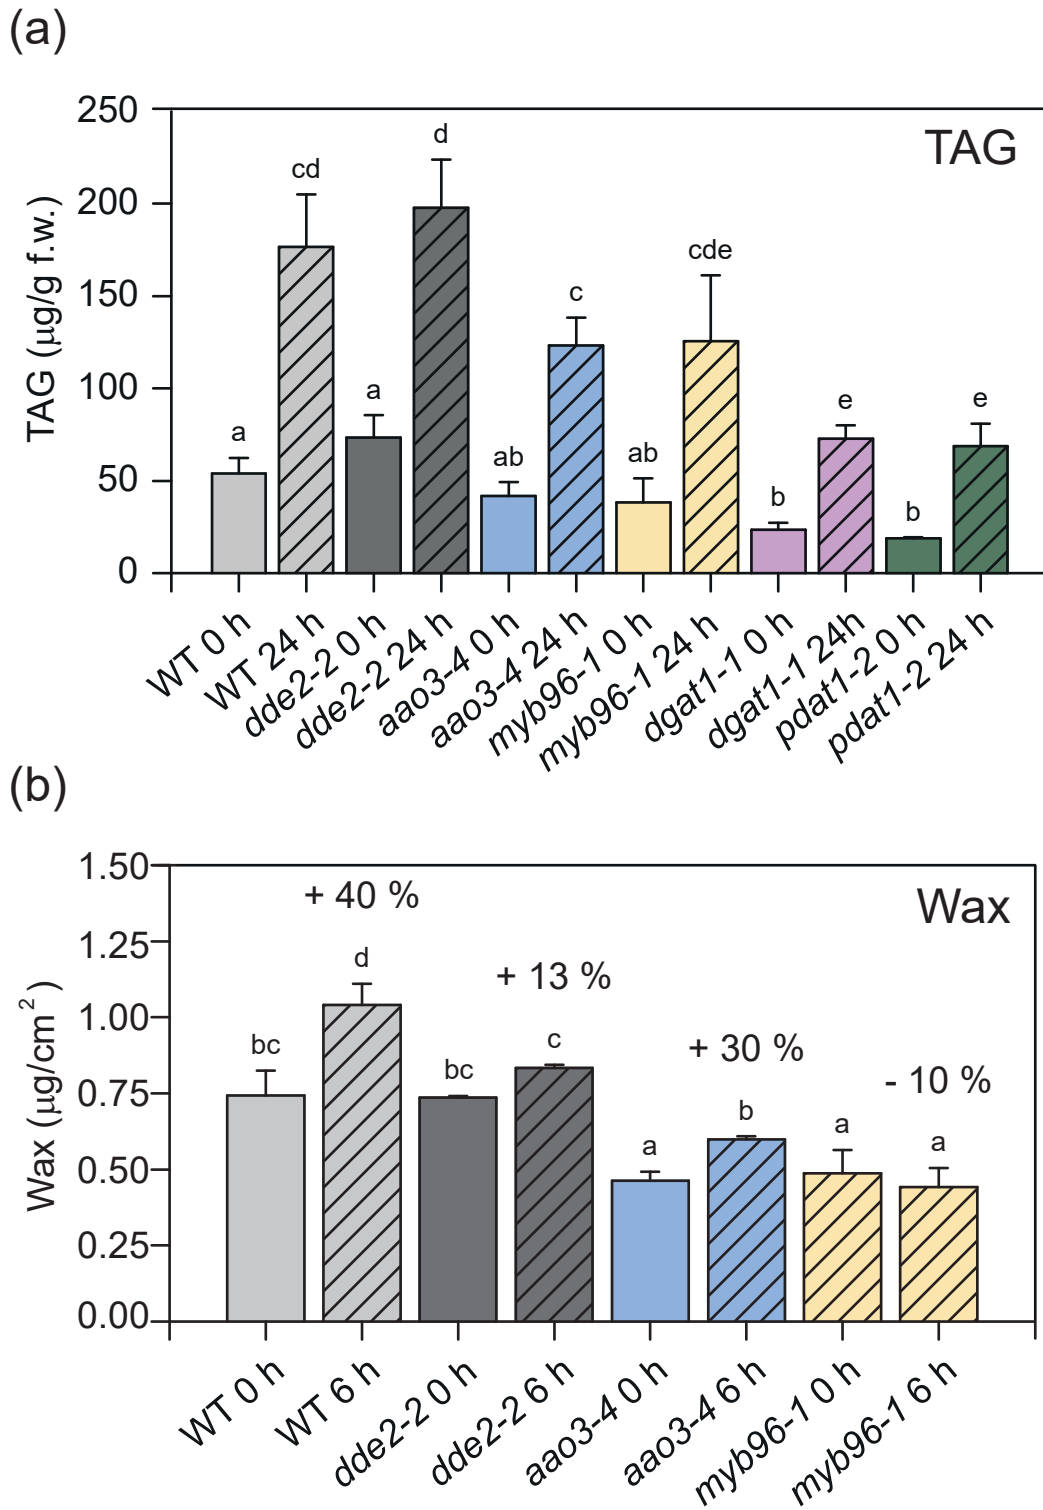 (a)
TAG
TAG (µg/g f.w.)
250
200
150
100
50
0
a
cd
a
d
ab
c
ab
cde
b
e
b
e
WT 0 h
WT 24 h
dde2-2 0 h
dde2-2 24 h
aao3-4 0 h
aao3-4 24 h
myb96-1 0 h
myb96-1 24 h
dgat1-1 0 h
dgat1-1 24h
pdat1-2 0 h
pdat1-2 24 h
(b)
Wax
Wax (µg/cm²)
1.50
1.25
1.00
0.75
0.50
0.25
0.00
+ 40 %
+ 13 %
+ 30 %
- 10 %
bc
d
bc
c
a
b
a
a
WT 0 h
WT 6 h
dde2-2 0 h
dde2-2 6 h
aao3-4 0 h
aao3-4 6 h
myb96-1 0 h
myb96-1 6 h